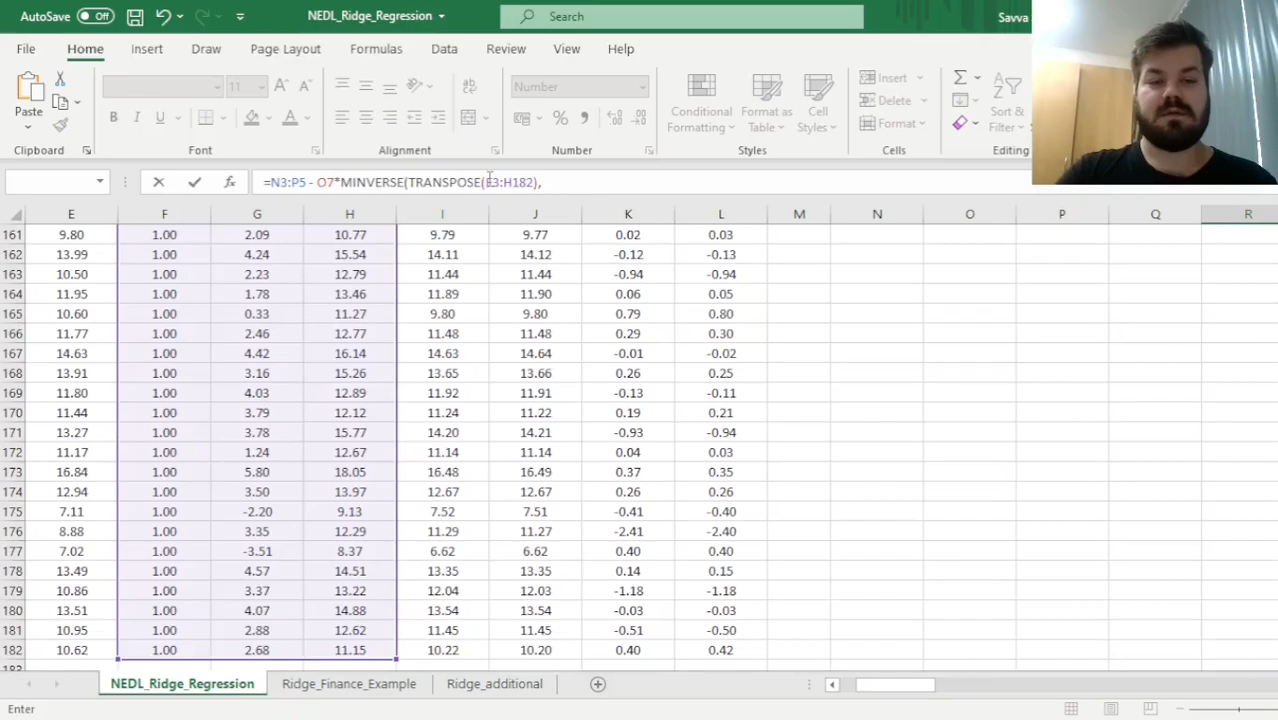 AutoSave Off NEDL_Ridge_Regression Search Savva
File Home Insert Draw Page Layout Formulas Data Review View Help
Paste 11 Number Conditional Formatting Format as Table Cell Styles Insert Delete Format Sort & Filter
Clipboard Font Alignment Number Styles Cells
=N3:P5 - O7*MINVERSE(TRANSPOSE(F3:H182),
E F G H I J K L M N O P Q R
161 9.80 1.00 2.09 10.77 9.79 9.77 0.02 0.03
162 13.99 1.00 4.24 15.54 14.11 14.12 -0.12 -0.13
163 10.50 1.00 2.23 12.79 11.44 11.44 -0.94 -0.94
164 11.95 1.00 1.78 13.46 11.89 11.90 0.06 0.05
165 10.60 1.00 0.33 11.27 9.80 9.80 0.79 0.80
166 11.77 1.00 2.46 12.77 11.48 11.48 0.29 0.30
167 14.63 1.00 4.42 16.14 14.63 14.64 -0.01 -0.02
168 13.91 1.00 3.16 15.26 13.65 13.66 0.26 0.25
169 11.80 1.00 4.03 12.89 11.92 11.91 -0.13 -0.11
170 11.44 1.00 3.79 12.12 11.24 11.22 0.19 0.21
171 13.27 1.00 3.78 15.77 14.20 14.21 -0.93 -0.94
172 11.17 1.00 1.24 12.67 11.14 11.14 0.04 0.03
173 16.84 1.00 5.80 18.05 16.48 16.49 0.37 0.35
174 12.94 1.00 3.50 13.97 12.67 12.67 0.26 0.26
175 7.11 1.00 -2.20 9.13 7.52 7.51 -0.41 -0.40
176 8.88 1.00 3.35 12.29 11.29 11.27 -2.41 -2.40
177 7.02 1.00 -3.51 8.37 6.62 6.62 0.40 0.40
178 13.49 1.00 4.57 14.51 13.35 13.35 0.14 0.15
179 10.86 1.00 3.37 13.22 12.04 12.03 -1.18 -1.18
180 13.51 1.00 4.07 14.88 13.54 13.54 -0.03 -0.03
181 10.95 1.00 2.88 12.62 11.45 11.45 -0.51 -0.50
182 10.62 1.00 2.68 11.15 10.22 10.20 0.40 0.42
NEDL_Ridge_Regression Ridge_Finance_Example Ridge_additional
Enter